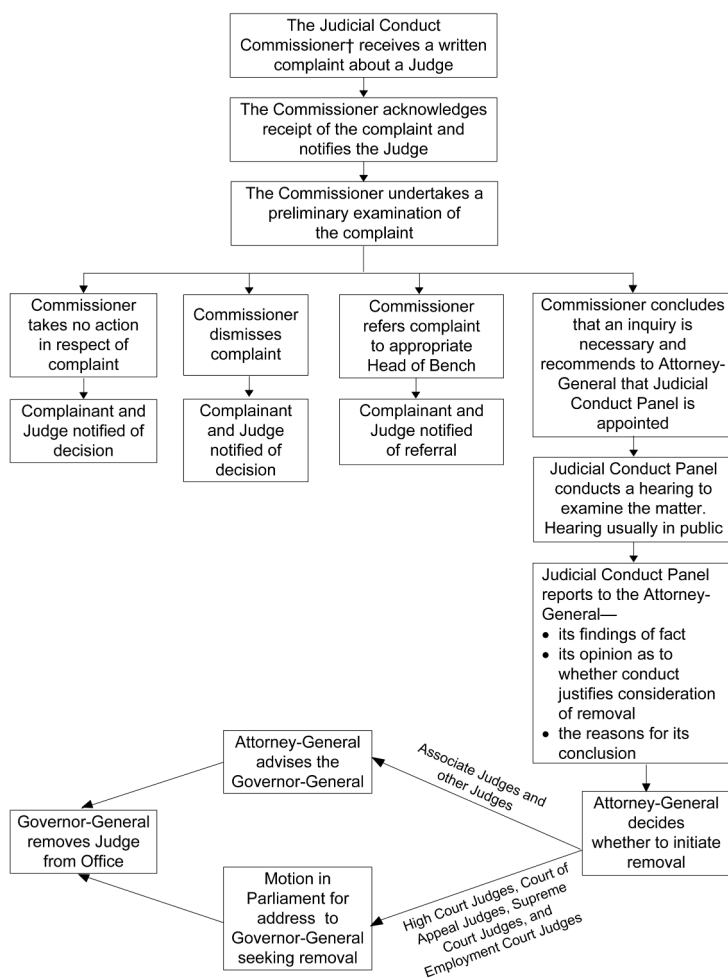 The Judicial Conduct
Commissioner† receives a written
complaint about a Judge
The Commissioner acknowledges
receipt of the complaint and
notifies the Judge
The Commissioner undertakes a
preliminary examination of
the complaint
Commissioner
takes no action
in respect of
complaint
Complainant and
Judge notified of
decision
Commissioner
dismisses
complaint
Complainant
and Judge
notified of
decision
Commissioner
refers complaint
to appropriate
Head of Bench
Complainant and
Judge notified
of referral
Commissioner concludes
that an inquiry is
necessary and
recommends to Attorney-
General that Judicial
Conduct Panel is
appointed
Judicial Conduct Panel
conducts a hearing to
examine the matter.
Hearing usually in public
Judicial Conduct Panel
reports to the Attorney-
General—
• its findings of fact
• its opinion as to
whether conduct
justifies consideration
of removal
• the reasons for its
conclusion
Attorney-General
decides
whether to initiate
removal
Associate Judges and
other Judges
Attorney-General
advises the
Governor-General
High Court Judges, Court of
Appeal Judges, Supreme
Court Judges, and
Employment Court Judges
Motion in
Parliament for
address to
Governor-General
seeking removal
Governor-General
removes Judge
from Office